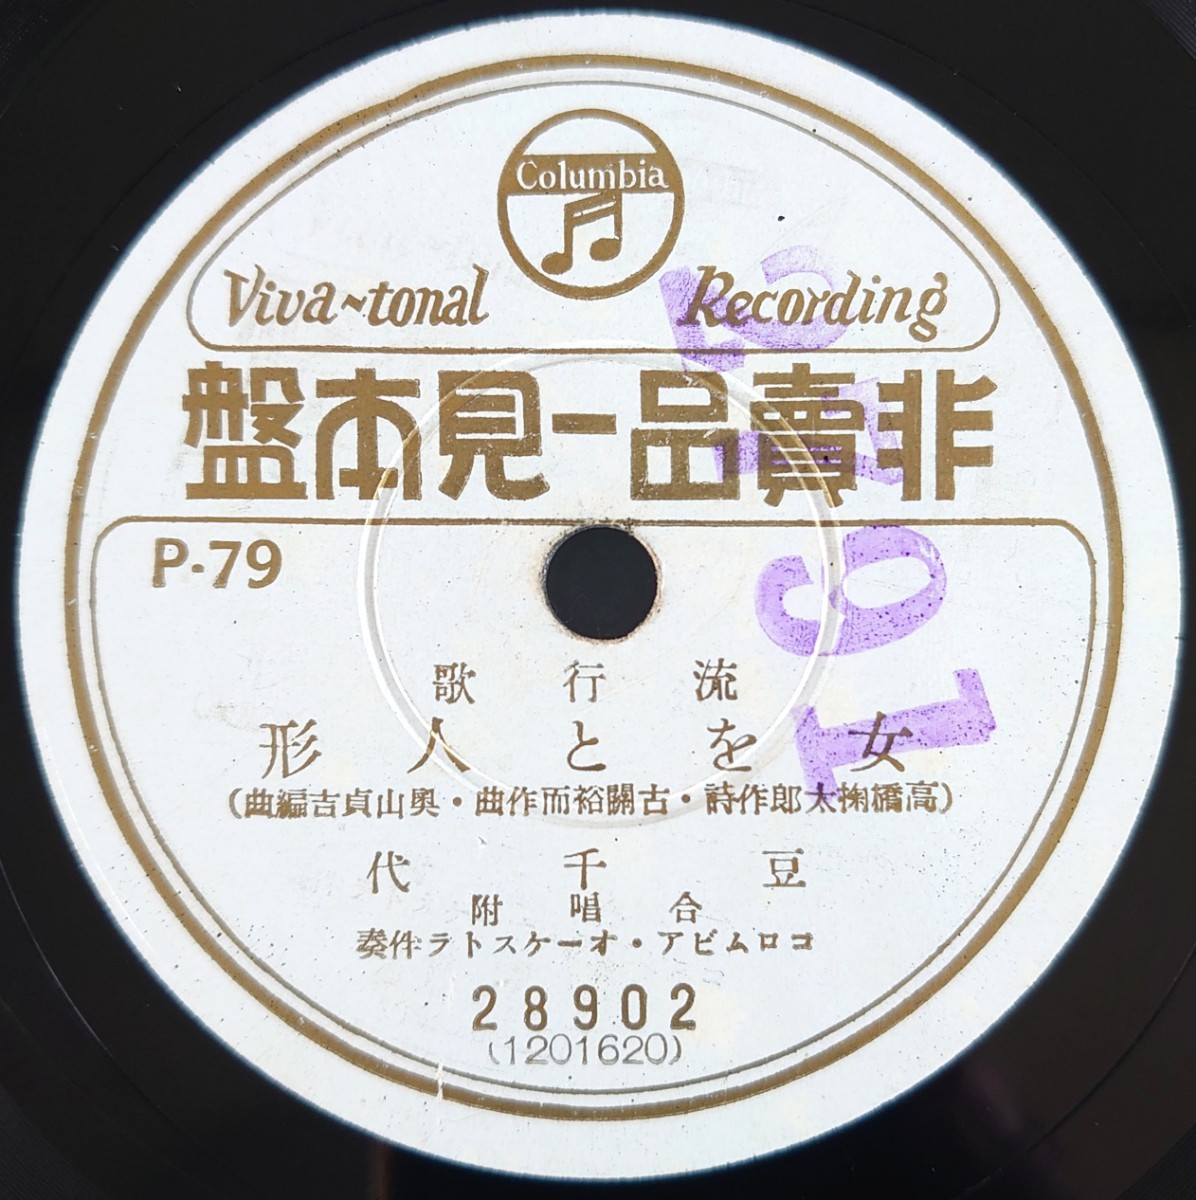 Columbia
Viva-tonal Recording
非賣品ー見本盤
P-79
流行歌
女をと人形
(高橋掬太郎作詩・古關裕而作曲・奥山貞吉編曲)
豆千代
合唱附
コロムビア・オーケストラ伴奏
28902
(1201620)